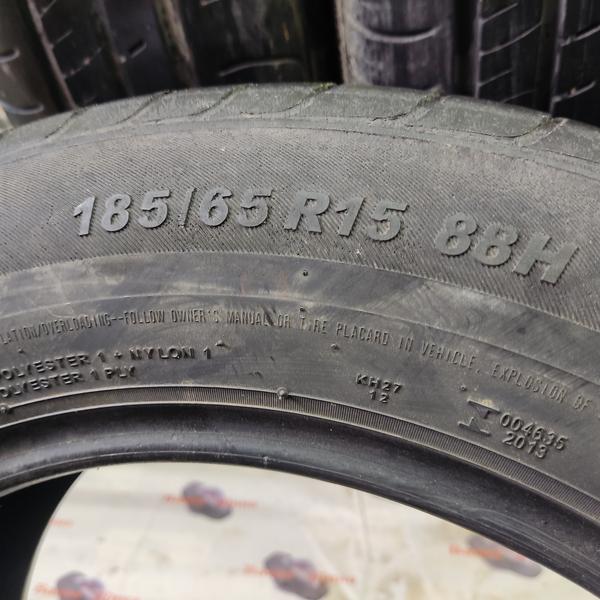 185/65 R15 88H
LATION/OVERLOADING--FOLLOW OWNER'S MANUAL OR TIRE PLACARD IN VEHICLE. EXPLOSION OF
OLYESTER 1 + NYLON 1
OLYESTER 1 PLY
KH27
12
004635
2013